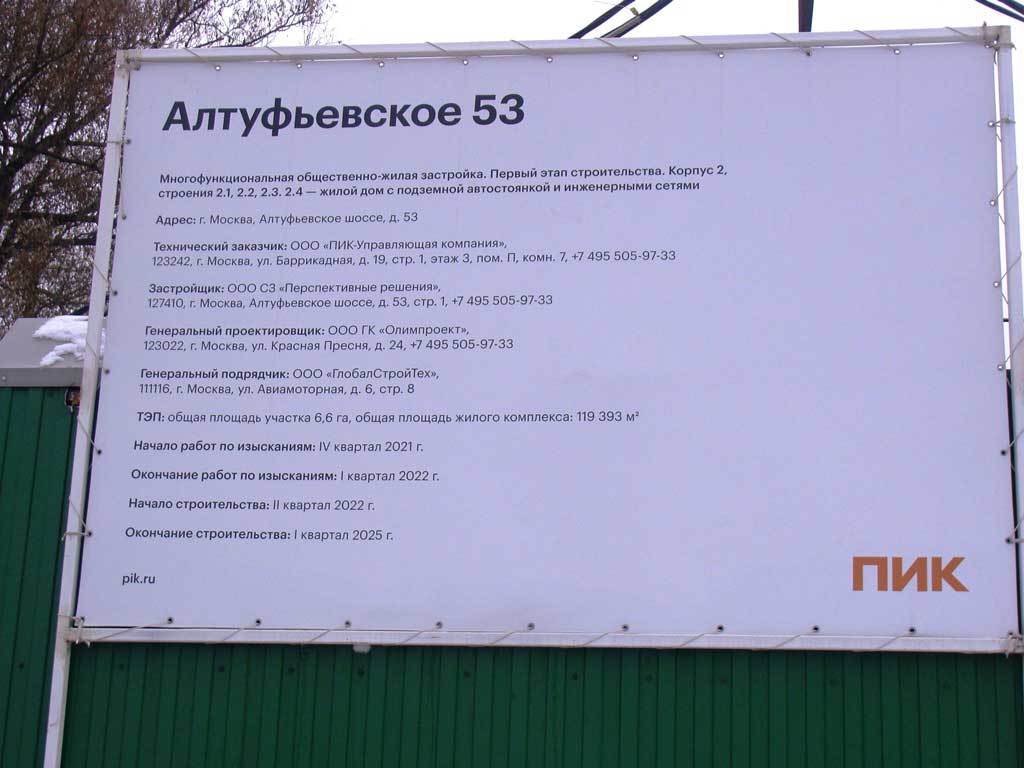 Алтуфьевское 53
Многофункциональная общественно-жилая застройка. Первый этап строительства. Корпус 2,
строения 2.1, 2.2, 2.3. 2.4 — жилой дом с подземной автостоянкой и инженерными сетями
Адрес: г. Москва, Алтуфьевское шоссе, д. 53
Технический заказчик: ООО «ПИК-Управляющая компания»,
123242, г. Москва, ул. Баррикадная, д. 19, стр. 1, этаж 3, пом. П, комн. 7, +7 495 505-97-33
Застройщик: ООО СЗ «Перспективные решения»,
127410, г. Москва, Алтуфьевское шоссе, д. 53, стр. 1, +7 495 505-97-33
Генеральный проектировщик: ООО ГК «Олимпроект»,
123022, г. Москва, ул. Красная Пресня, д. 24, +7 495 505-97-33
Генеральный подрядчик: ООО «ГлобалСтройТех»,
111116, г. Москва, ул. Авиамоторная, д. 6, стр. 8
ТЭП: общая площадь участка 6,6 га, общая площадь жилого комплекса: 119 393 м²
Начало работ по изысканиям: IV квартал 2021 г.
Окончание работ по изысканиям: I квартал 2022 г.
Начало строительства: II квартал 2022 г.
Окончание строительства: I квартал 2025 г.
pik.ru
ПИК